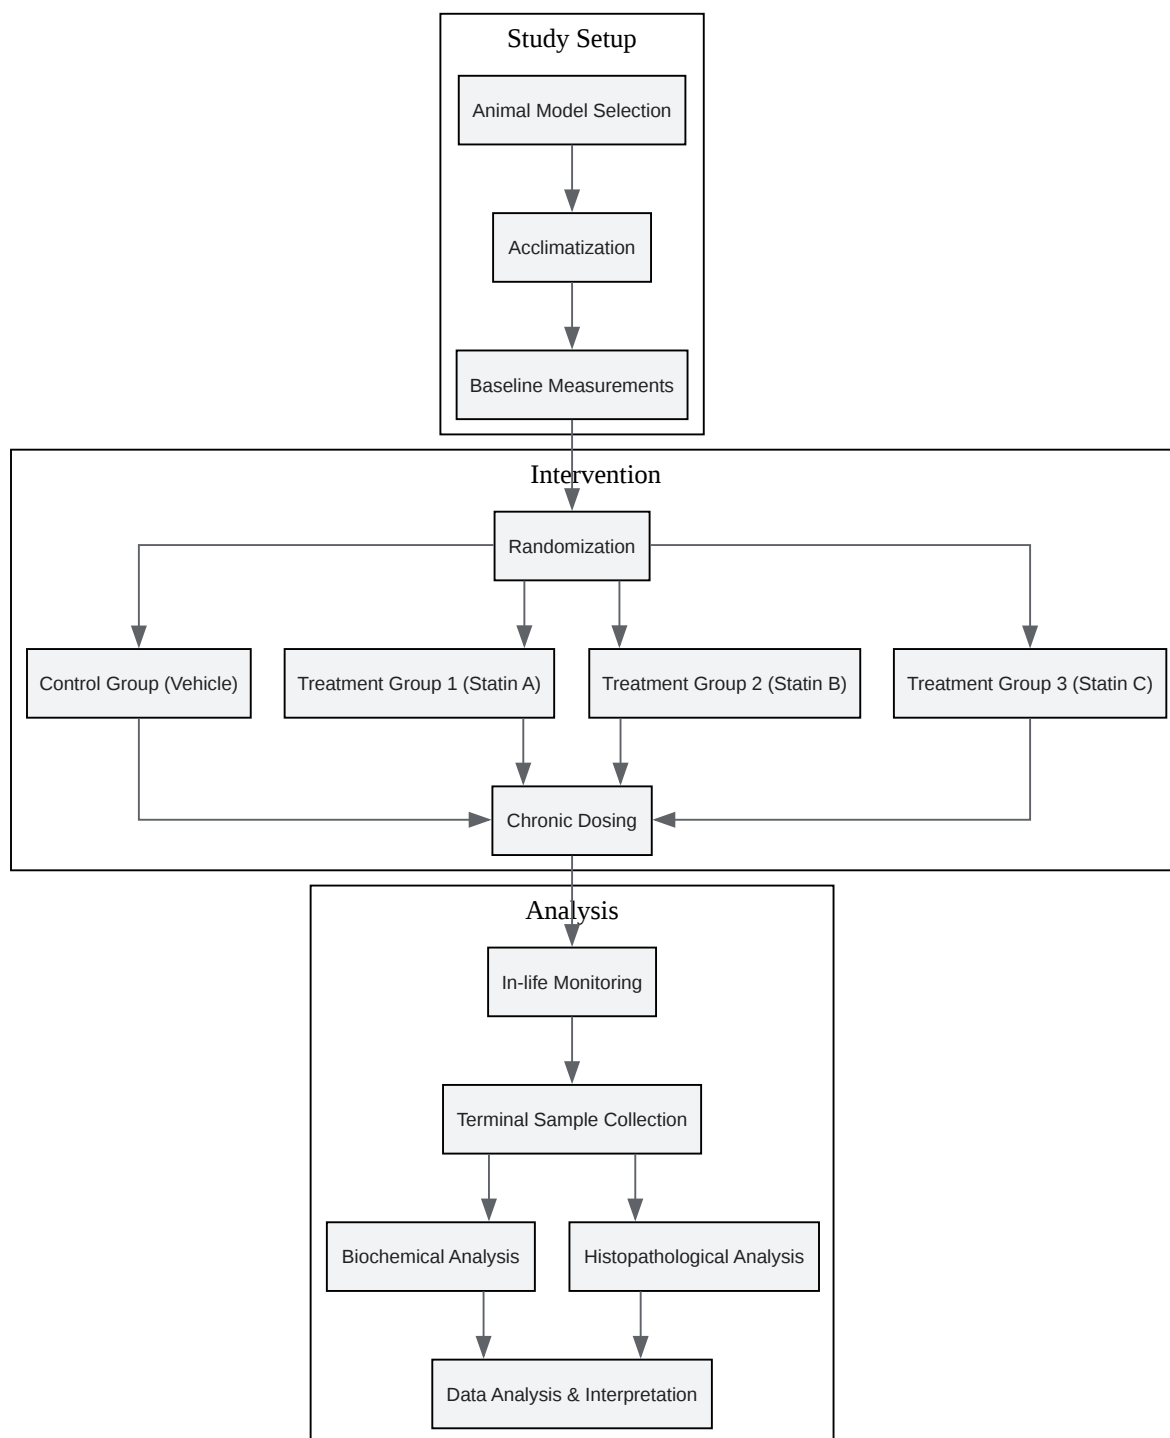 Study Setup
Animal Model Selection
Acclimatization
Baseline Measurements
Intervention
Randomization
Control Group (Vehicle)
Treatment Group 1 (Statin A)
Treatment Group 2 (Statin B)
Treatment Group 3 (Statin C)
Chronic Dosing
Analysis
In-life Monitoring
Terminal Sample Collection
Biochemical Analysis
Histopathological Analysis
Data Analysis & Interpretation